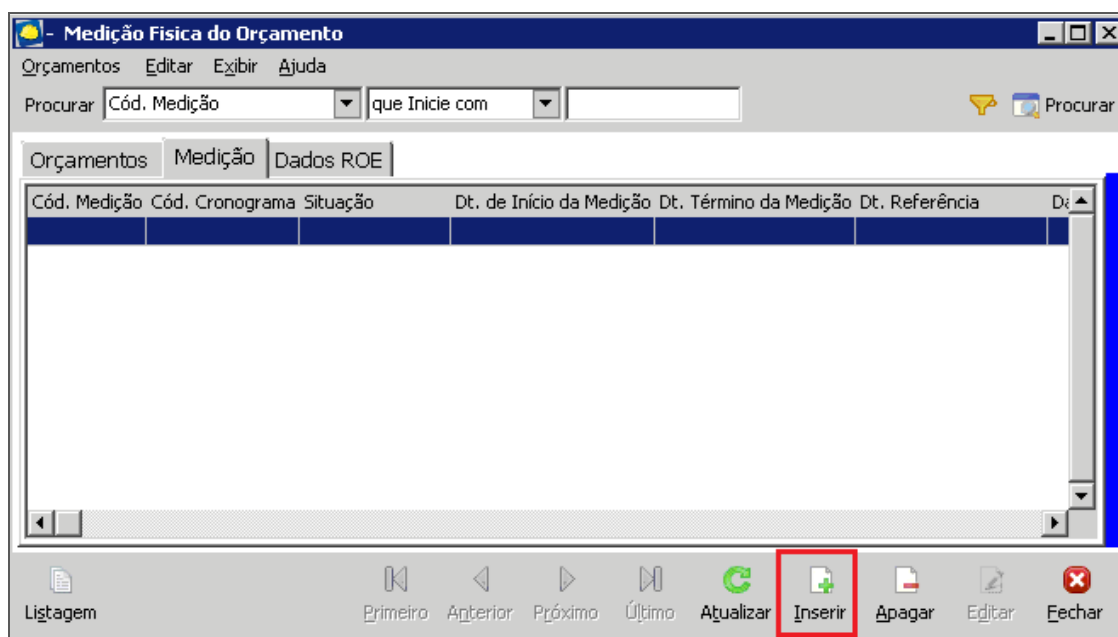 - Medição Fisica do Orçamento
Orçamentos Editar Exibir Ajuda
Procurar Cód. Medição que Inicie com Procurar
Orçamentos Medição Dados ROE
Cód. Medição Cód. Cronograma Situação Dt. de Início da Medição Dt. Término da Medição Dt. Referência
Listagem Primeiro Anterior Próximo Último Atualizar Inserir Apagar Editar Fechar